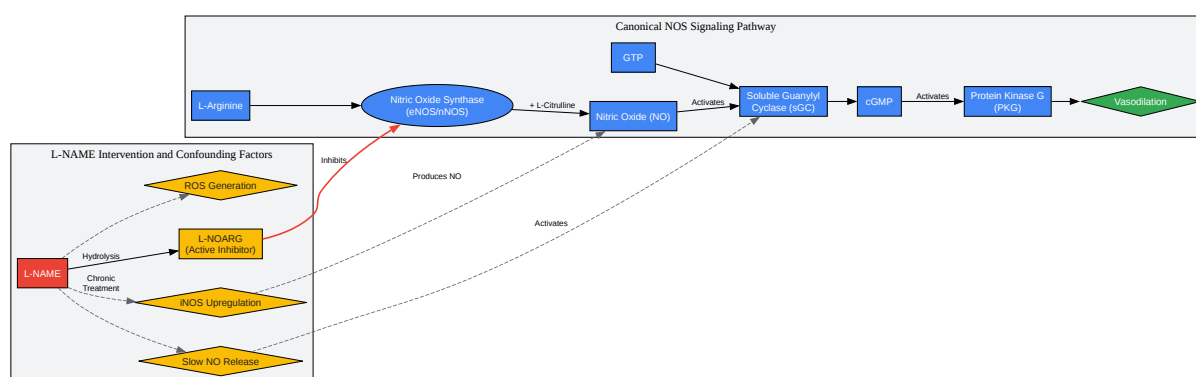 Canonical NOS Signaling Pathway
GTP
L-Arginine
Nitric Oxide Synthase
(eNOS/nNOS)
+ L-Citrulline
Nitric Oxide (NO)
Activates
Soluble Guanylyl
Cyclase (sGC)
cGMP
Activates
Protein Kinase G
(PKG)
Vasodilation
L-NAME Intervention and Confounding Factors
Inhibits
ROS Generation
Produces NO
L-NOARG
(Active Inhibitor)
Activates
Hydrolysis
L-NAME
Chronic
Treatment
iNOS Upregulation
Slow NO Release